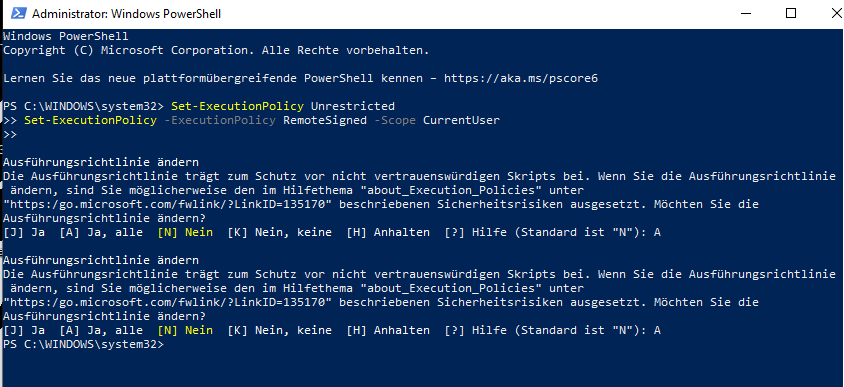 Administrator: Windows PowerShell
Windows PowerShell
Copyright (C) Microsoft Corporation. Alle Rechte vorbehalten.
Lernen Sie das neue plattformübergreifende PowerShell kennen – https://aka.ms/pscore6
PS C:\WINDOWS\system32> Set-ExecutionPolicy Unrestricted
>> Set-ExecutionPolicy -ExecutionPolicy RemoteSigned -Scope CurrentUser
>>
Ausführungsrichtlinie ändern
Die Ausführungsrichtlinie trägt zum Schutz vor nicht vertrauenswürdigen Skripts bei. Wenn Sie die Ausführungsrichtlinie
ändern, sind Sie möglicherweise den im Hilfethema "about_Execution_Policies" unter
"https:/go.microsoft.com/fwlink/?LinkID=135170" beschriebenen Sicherheitsrisiken ausgesetzt. Möchten Sie die
Ausführungsrichtlinie ändern?
[J] Ja  [A] Ja, alle  [N] Nein  [K] Nein, keine  [H] Anhalten  [?] Hilfe (Standard ist "N"): A
Ausführungsrichtlinie ändern
Die Ausführungsrichtlinie trägt zum Schutz vor nicht vertrauenswürdigen Skripts bei. Wenn Sie die Ausführungsrichtlinie
ändern, sind Sie möglicherweise den im Hilfethema "about_Execution_Policies" unter
"https:/go.microsoft.com/fwlink/?LinkID=135170" beschriebenen Sicherheitsrisiken ausgesetzt. Möchten Sie die
Ausführungsrichtlinie ändern?
[J] Ja  [A] Ja, alle  [N] Nein  [K] Nein, keine  [H] Anhalten  [?] Hilfe (Standard ist "N"): A
PS C:\WINDOWS\system32>